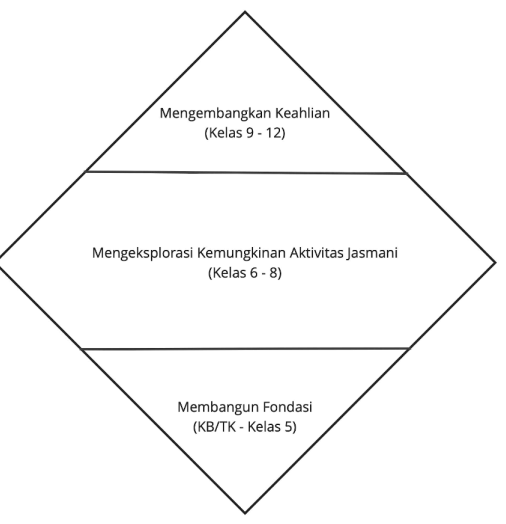 Mengembangkan Keahlian
(Kelas 9 - 12)
Mengeksplorasi Kemungkinan Aktivitas Jasmani
(Kelas 6 - 8)
Membangun Fondasi
(KB/TK - Kelas 5)